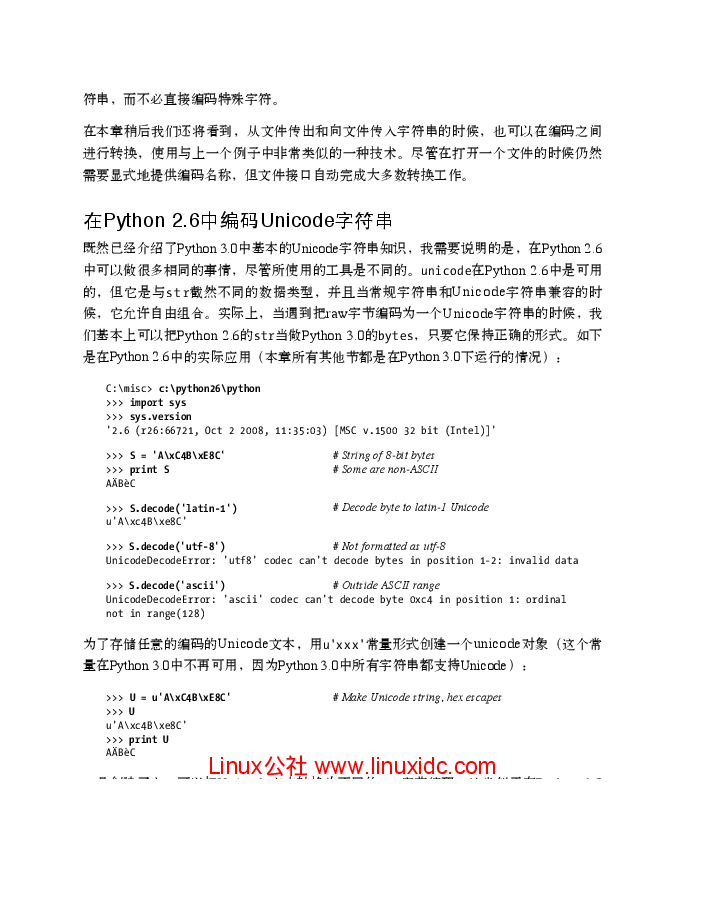 符串，而不必直接编码特殊字符。
在本章稍后我们还将看到，从文件传出和向文件传入字符串的时候，也可以在编码之间
进行转换，使用与上一个例子中非常类似的一种技术。尽管在打开一个文件的时候仍然
需要显式地提供编码名称，但文件接口自动完成大多数转换工作。
在Python 2.6中编码Unicode字符串
既然已经介绍了Python 3.0中基本的Unicode字符串知识，我需要说明的是，在Python 2.6
中可以做很多相同的事情，尽管所使用的工具是不同的。unicode在Python 2.6中是可用
的，但它是与str截然不同的数据类型，并且当常规字符串和Unicode字符串兼容的时
候，它允许自由组合。实际上，当遇到把raw字节编码为一个Unicode字符串的时候，我
们基本上可以把Python 2.6的str当做Python 3.0的bytes，只要它保持正确的形式。如下
是在Python 2.6中的实际应用（本章所有其他节都是在Python 3.0下运行的情况）：
C:\misc> c:\python26\python
>>> import sys
>>> sys.version
'2.6 (r26:66721, Oct 2 2008, 11:35:03) [MSC v.1500 32 bit (Intel)]'
>>> S = 'A\xC4B\xE8C' # String of 8-bit bytes
>>> print S # Some are non-ASCII
AÄBèC
>>> S.decode('latin-1') # Decode byte to latin-1 Unicode
u'A\xc4B\xe8C'
>>> S.decode('utf-8') # Not formatted as utf-8
UnicodeDecodeError: 'utf8' codec can't decode bytes in position 1-2: invalid data
>>> S.decode('ascii') # Outside ASCII range
UnicodeDecodeError: 'ascii' codec can't decode byte 0xc4 in position 1: ordinal
not in range(128)
为了存储任意的编码的Unicode文本，用u'xxx'常量形式创建一个unicode对象（这个常
量在Python 3.0中不再可用，因为Python 3.0中所有字符串都支持Unicode）：
>>> U = u'A\xC4B\xE8C' # Make Unicode string, hex escapes
>>> U
u'A\xc4B\xe8C'
>>> print U
AÄBèC
Linux公社 www.linuxidc.com